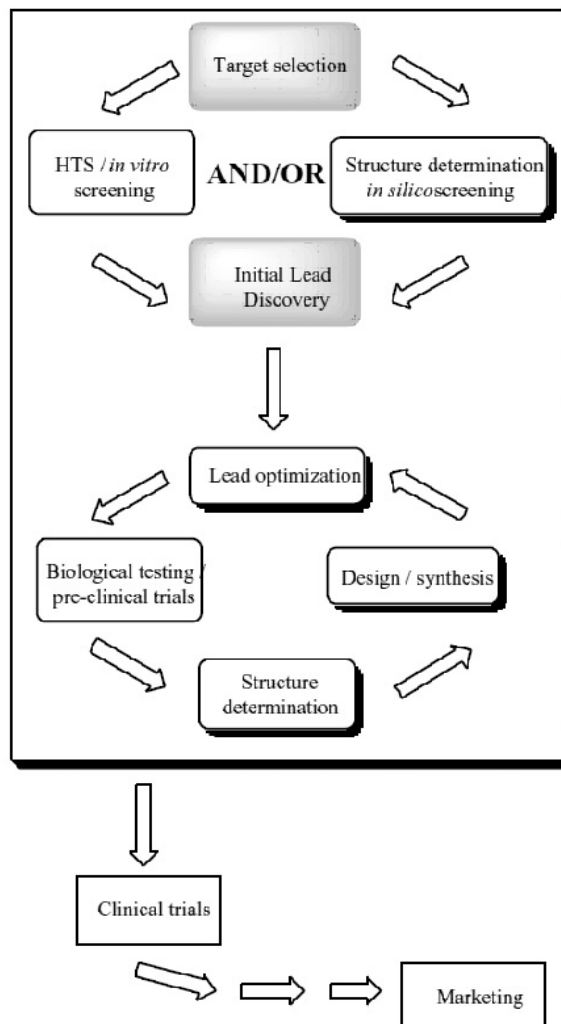 Target selection
HTS / in vitro
screening
AND/OR
Structure determination
in silicoscreening
Initial Lead
Discovery
Lead optimization
Biological testing /
pre-clinical trials
Design / synthesis
Structure
determination
Clinical trials
Marketing